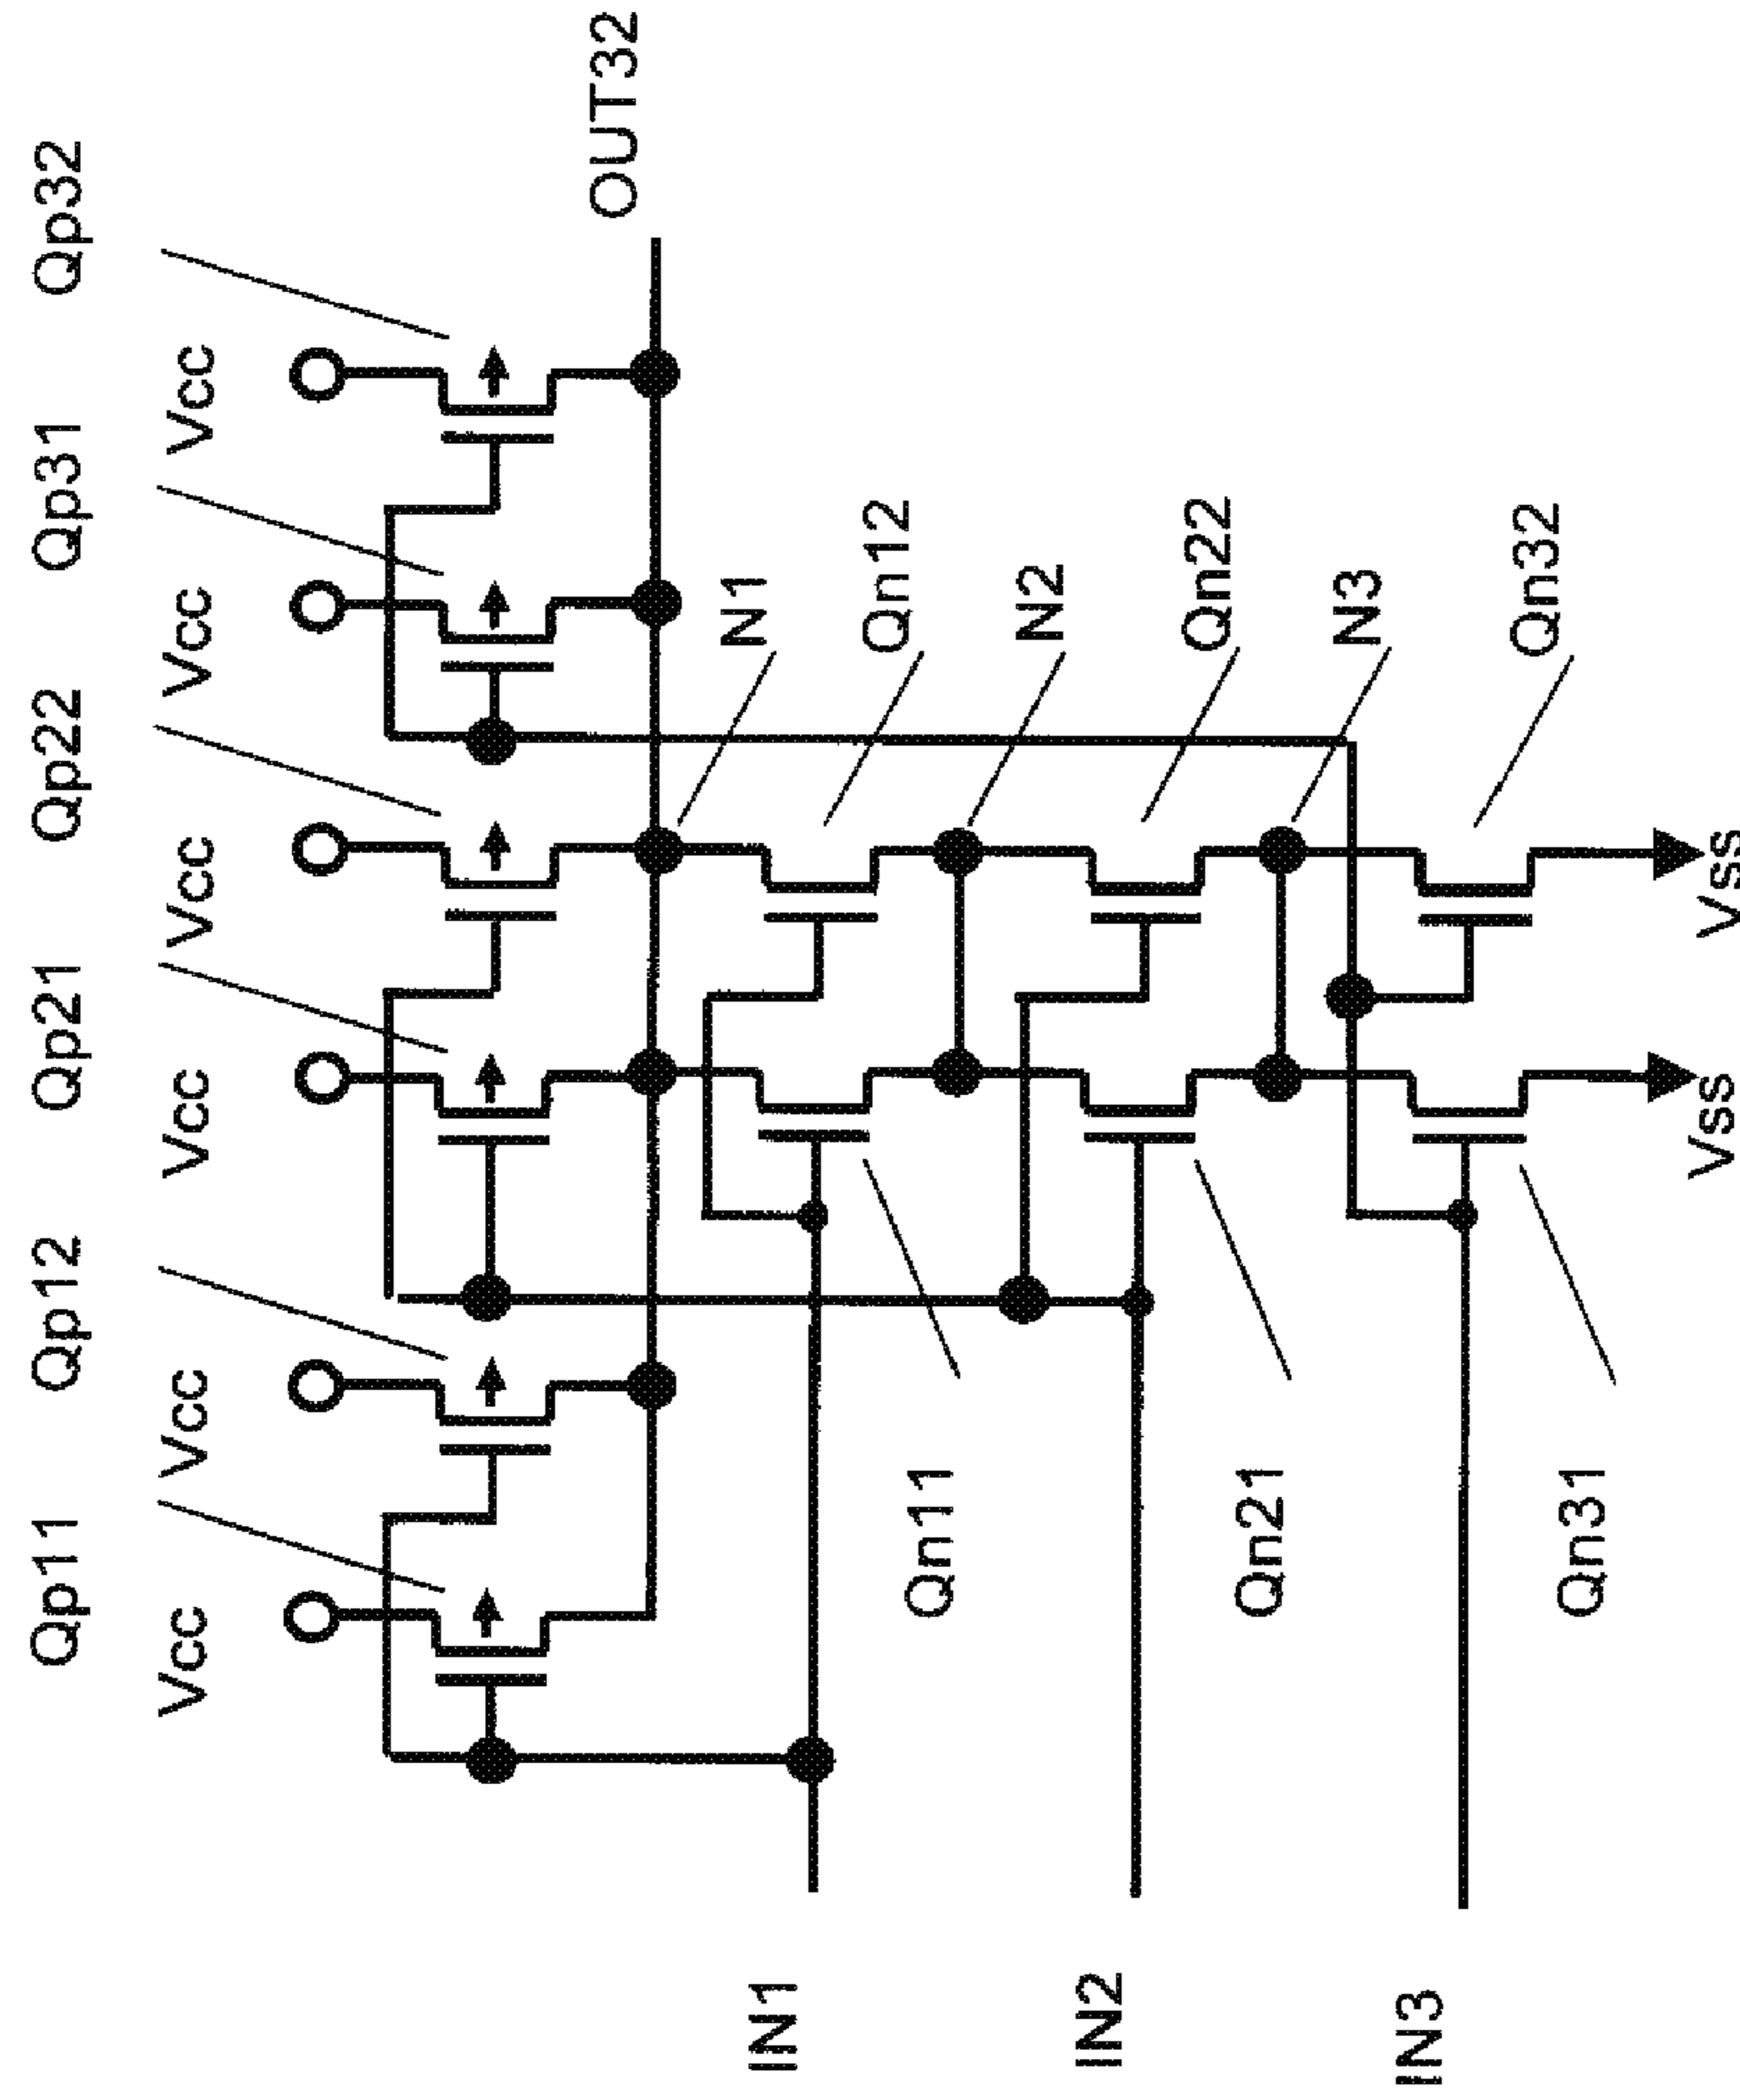 Qp11
Qp12
Qp21
Qp22
Qp31
Qp32
Vcc
Vcc
Vcc
Vcc
Vcc
Vcc
OUT32
N1
IN1
Qn11
Qn12
N2
IN2
Qn21
Qn22
N3
IN3
Qn31
Qn32
Vss
Vss